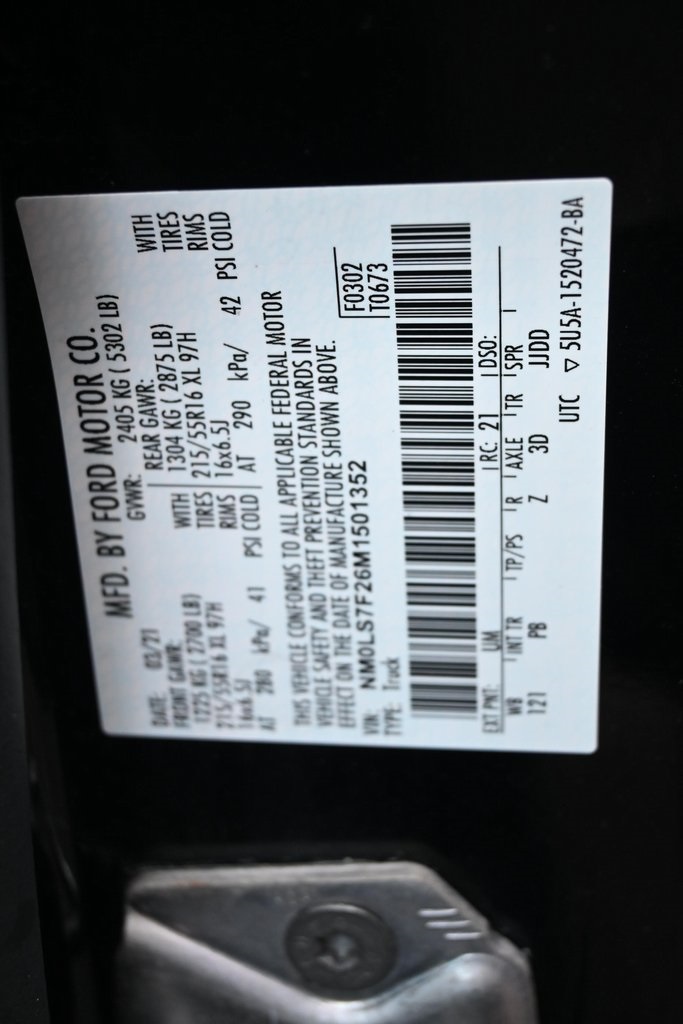 MFD. BY FORD MOTOR CO.
DATE: 03/21 GVWR: 2405 KG ( 5302 LB)
FRONT GAWR: REAR GAWR:
1225 KG ( 2700 LB) WITH 1304 KG ( 2875 LB) WITH
215/55R16 XL 97H TIRES 215/55R16 XL 97H TIRES
16x6.5J RIMS 16x6.5J RIMS
AT 280 kPa/ 41 PSI COLD AT 290 kPa/ 42 PSI COLD
THIS VEHICLE CONFORMS TO ALL APPLICABLE FEDERAL MOTOR
VEHICLE SAFETY AND THEFT PREVENTION STANDARDS IN
EFFECT ON THE DATE OF MANUFACTURE SHOWN ABOVE.
VIN: NM0LS7F26M1501352 F0302
TYPE: Truck T0673
EXT PNT: UM RC: 21 DSO:
WB INT TR TP/PS R AXLE TR SPR
121 PB Z 3D JJDD
UTC ▽ 5U5A-1520472-BA